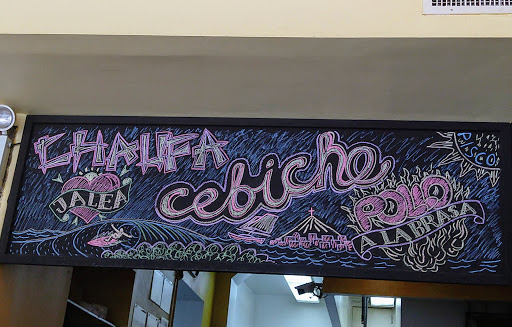 CHAUFA
JALEA
cebiche
POLLO
A LA BRASA
PISCO